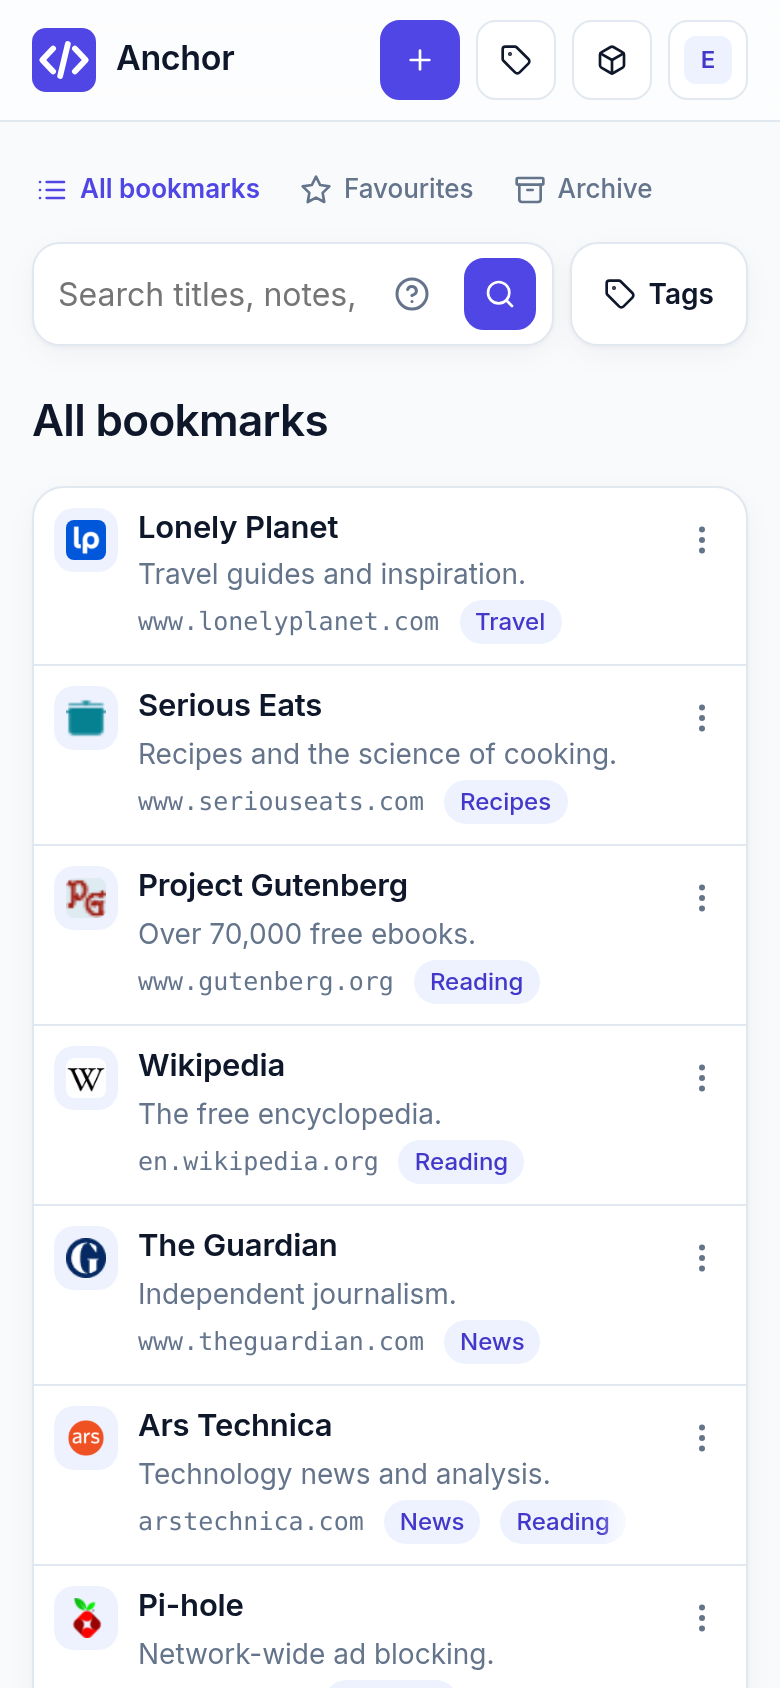 Anchor
E
All bookmarks
Favourites
Archive
Search titles, notes,
Tags
All bookmarks
lp
Lonely Planet
Travel guides and inspiration.
www.lonelyplanet.com Travel
Serious Eats
Recipes and the science of cooking.
www.seriouseats.com Recipes
PG
Project Gutenberg
Over 70,000 free ebooks.
www.gutenberg.org Reading
W
Wikipedia
The free encyclopedia.
en.wikipedia.org Reading
G
The Guardian
Independent journalism.
www.theguardian.com News
ars
Ars Technica
Technology news and analysis.
arstechnica.com News Reading
Pi-hole
Network-wide ad blocking.